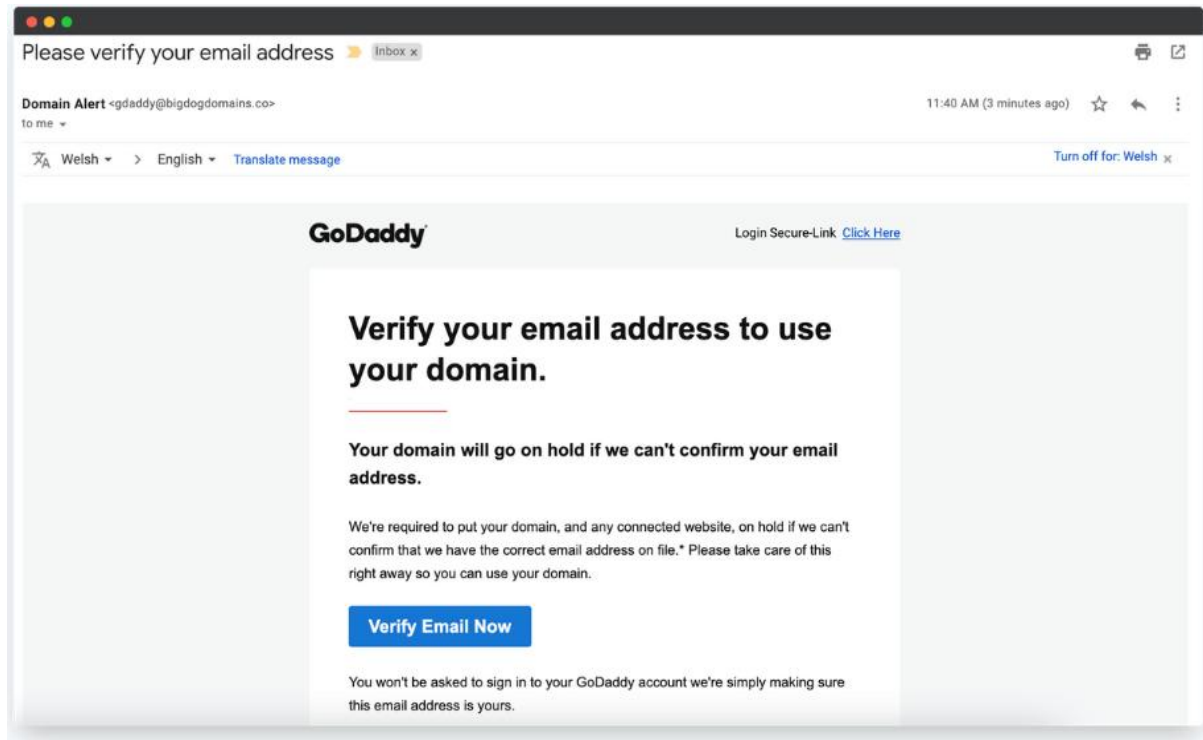 Please verify your email address Inbox x
Domain Alert <gdaddy@bigdogdomains.co> 11:40 AM (3 minutes ago)
to me
Welsh > English Translate message Turn off for: Welsh x
GoDaddy Login Secure-Link Click Here
Verify your email address to use
your domain.
Your domain will go on hold if we can't confirm your email
address.
We're required to put your domain, and any connected website, on hold if we can't
confirm that we have the correct email address on file.* Please take care of this
right away so you can use your domain.
Verify Email Now
You won't be asked to sign in to your GoDaddy account we're simply making sure
this email address is yours.